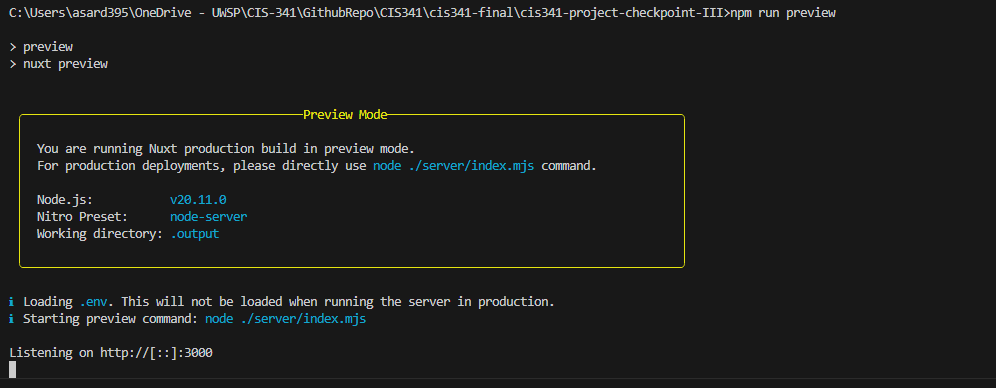 C:\Users\asard395\OneDrive - UWSP\CIS-341\GithubRepo\CIS341\cis341-final\cis341-project-checkpoint-III>npm run preview
> preview
> nuxt preview
Preview Mode
You are running Nuxt production build in preview mode.
For production deployments, please directly use node ./server/index.mjs command.
Node.js: v20.11.0
Nitro Preset: node-server
Working directory: .output
ℹ Loading .env. This will not be loaded when running the server in production.
ℹ Starting preview command: node ./server/index.mjs
Listening on http://[::]:3000